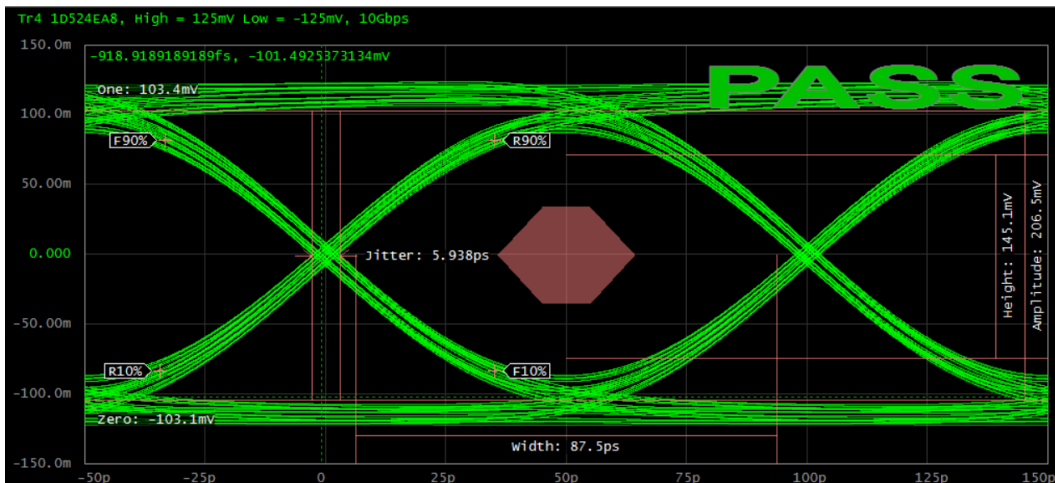 Tr4 1D524EA8, High = 125mV Low = -125mV, 10Gbps
150.0m
-918.9189189189fs, -101.4925373134mV
PASS
One: 103.4mV
100.0m
F90%
R90%
50.00m
0.000
Jitter: 5.938ps
Height: 145.1mV
Amplitude: 206.5mV
-50.00m
R10%
F10%
-100.0m
Zero: -103.1mV
Width: 87.5ps
-150.0m
-50p -25p 0 25p 50p 75p 100p 125p 150p